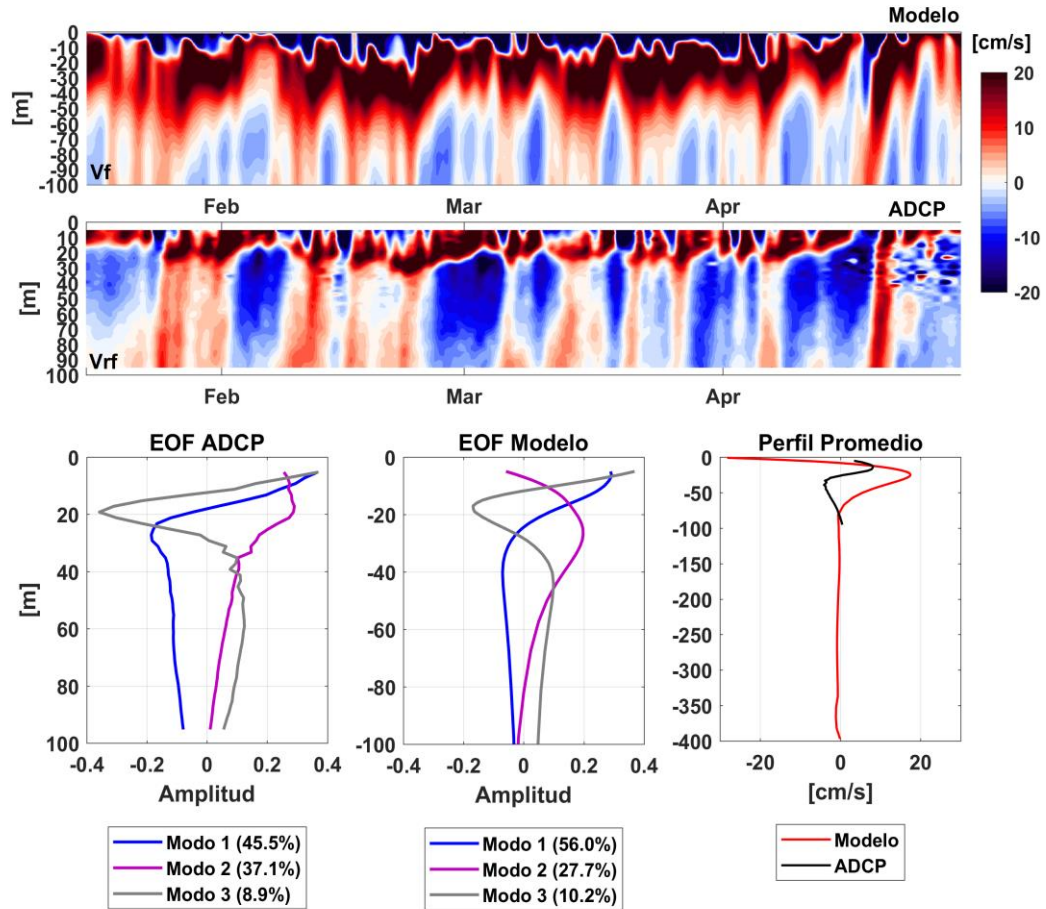 Modelo
[cm/s]
0
-10
-20
-30
-40
-50
-60
-70
-80
-90
-100
[m]
Vf
Feb
Mar
Apr
20
10
0
-10
-20
ADCP
0
10
20
30
40
50
60
70
80
90
100
[m]
Vrf
Feb
Mar
Apr
EOF ADCP
0
20
40
60
80
100
[m]
-0.4
-0.2
0
0.2
0.4
Amplitud
Modo 1 (45.5%)
Modo 2 (37.1%)
Modo 3 (8.9%)
EOF Modelo
0
-20
-40
-60
-80
-100
-0.4
-0.2
0
0.2
0.4
Amplitud
Modo 1 (56.0%)
Modo 2 (27.7%)
Modo 3 (10.2%)
Perfil Promedio
0
-50
-100
-150
-200
-250
-300
-350
-400
-20
0
20
[cm/s]
Modelo
ADCP